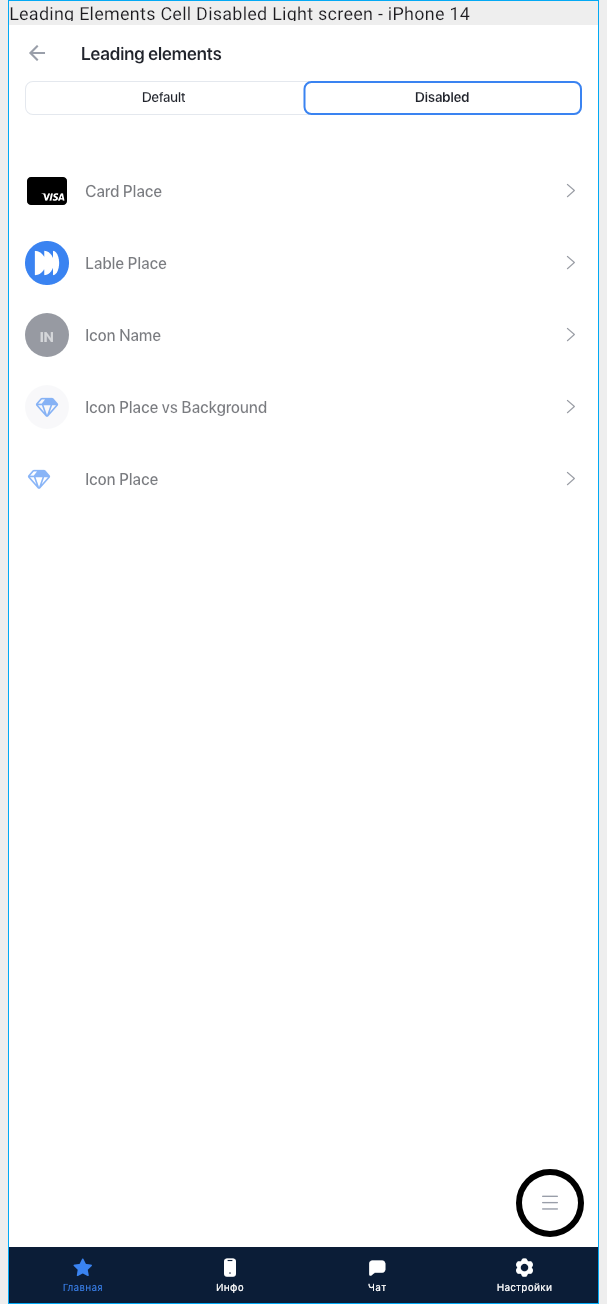 Leading Elements Cell Disabled Light screen - iPhone 14
Leading elements
Default
Disabled
VISA
Card Place
Lable Place
IN
Icon Name
Icon Place vs Background
Icon Place
Главная
Инфо
Чат
Настройки